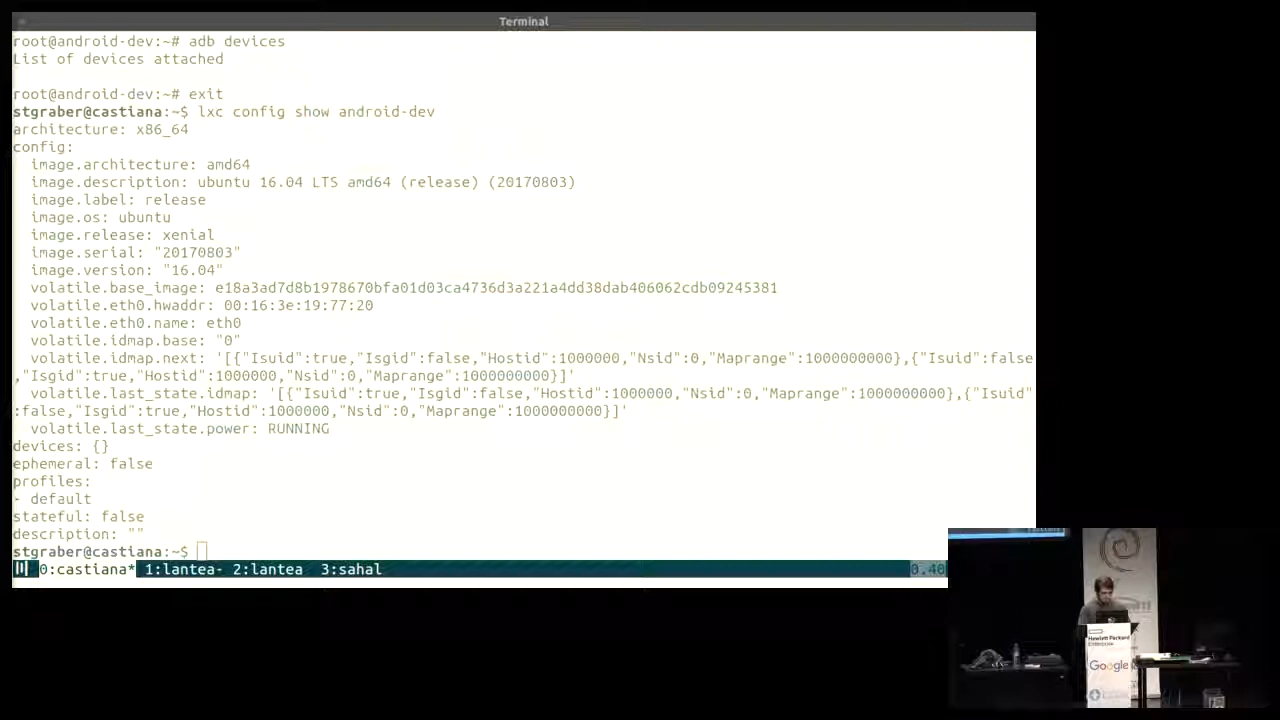 Terminal
root@android-dev:~# adb devices
List of devices attached
root@android-dev:~# exit
stgraber@castiana:~$ lxc config show android-dev
architecture: x86_64
config:
  image.architecture: amd64
  image.description: ubuntu 16.04 LTS amd64 (release) (20170803)
  image.label: release
  image.os: ubuntu
  image.release: xenial
  image.serial: "20170803"
  image.version: "16.04"
  volatile.base_image: e18a3ad7d8b1978670bfa01d03ca4736d3a221a4dd38dab406062cdb09245381
  volatile.eth0.hwaddr: 00:16:3e:19:77:20
  volatile.eth0.name: eth0
  volatile.idmap.base: "0"
  volatile.idmap.next: '[{"Isuid":true,"Isgid":false,"Hostid":1000000,"Nsid":0,"Maprange":1000000000},{"Isuid":false
,"Isgid":true,"Hostid":1000000,"Nsid":0,"Maprange":1000000000}]'
  volatile.last_state.idmap: '[{"Isuid":true,"Isgid":false,"Hostid":1000000,"Nsid":0,"Maprange":1000000000},{"Isuid"
:false,"Isgid":true,"Hostid":1000000,"Nsid":0,"Maprange":1000000000}]'
  volatile.last_state.power: RUNNING
devices: {}
ephemeral: false
profiles:
- default
stateful: false
description: ""
stgraber@castiana:~$
0:castiana* 1:lantea- 2:lantea  3:sahal
0.40
Hewlett Packard
Enterprise
Google